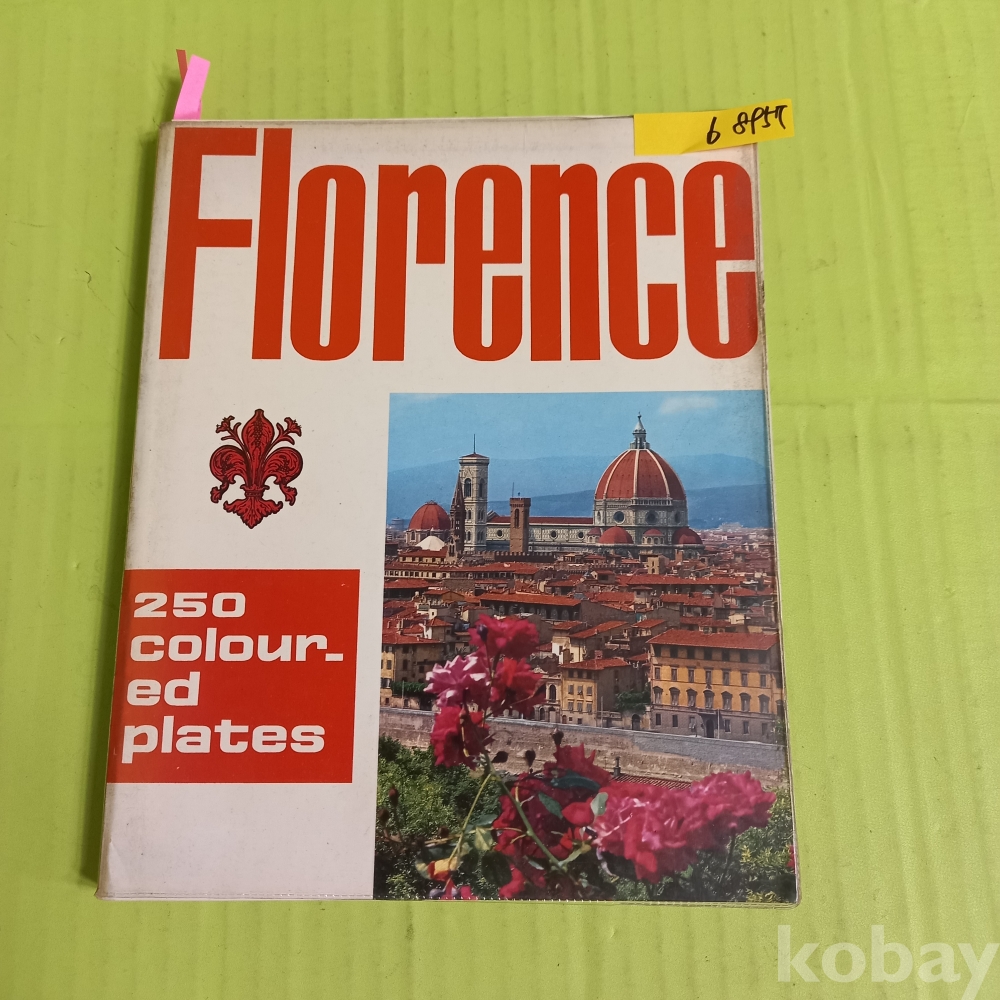 Florence
250
colour-
ed
plates
kobay